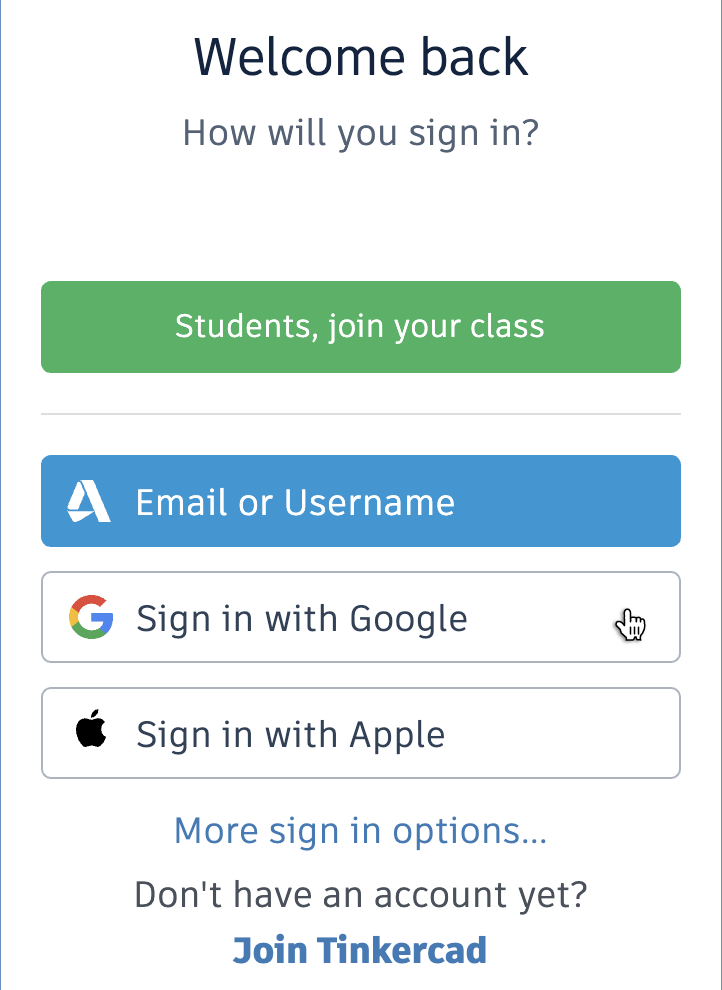 Welcome back
How will you sign in?
Students, join your class
Email or Username
Sign in with Google
Sign in with Apple
More sign in options...
Don't have an account yet?
Join Tinkercad